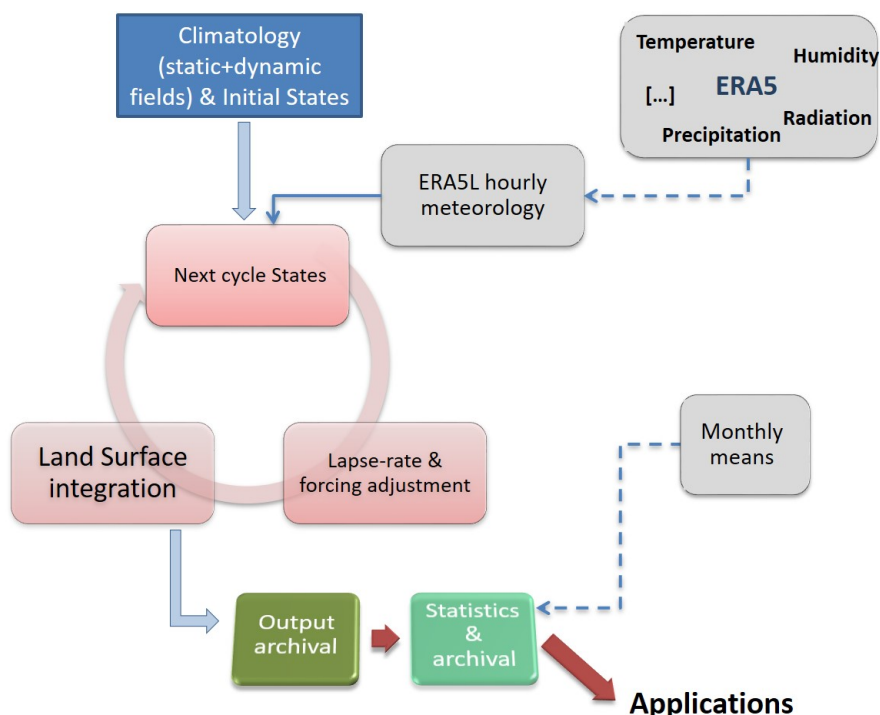 Climatology
(static+dynamic
fields) & Initial States
Temperature
Humidity
[...]
ERA5
Radiation
Precipitation
ERA5L hourly
meteorology
Next cycle States
Land Surface
integration
Lapse-rate &
forcing adjustment
Monthly
means
Output
archival
Statistics
&
archival
Applications